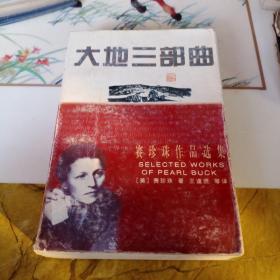 大地三部曲
赛珍珠作品选集
SELECTED WORKS
OF PEARL BUCK
[美] 赛珍珠 著 王逢振 等译